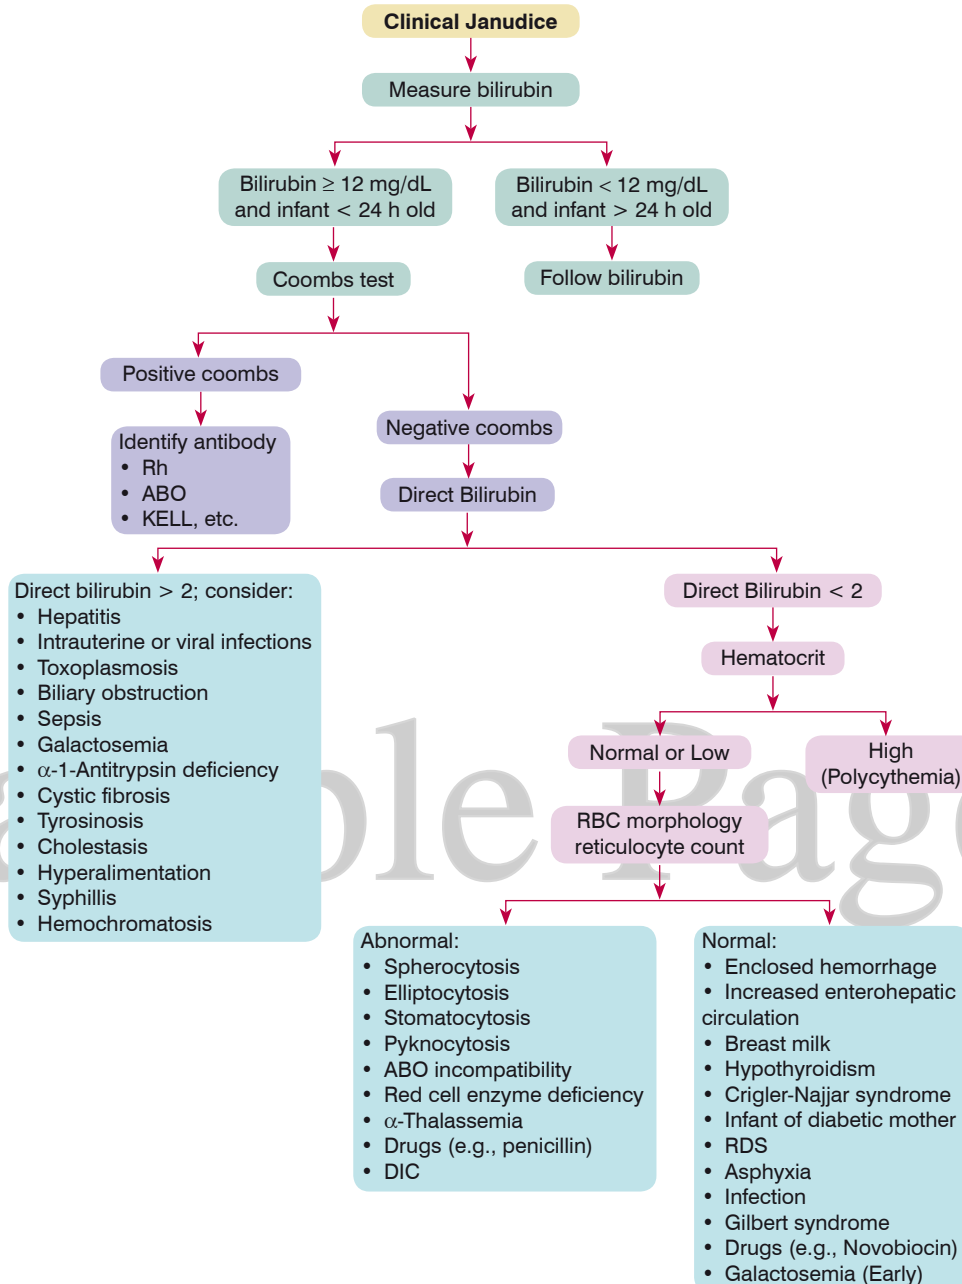 Clinical Janudice
Measure bilirubin
Bilirubin ≥ 12 mg/dL
and infant < 24 h old
Bilirubin < 12 mg/dL
and infant > 24 h old
Coombs test
Follow bilirubin
Positive coombs
Identify antibody
• Rh
• ABO
• KELL, etc.
Negative coombs
Direct Bilirubin
Direct bilirubin > 2; consider:
• Hepatitis
• Intrauterine or viral infections
• Toxoplasmosis
• Biliary obstruction
• Sepsis
• Galactosemia
• α-1-Antitrypsin deficiency
• Cystic fibrosis
• Tyrosinosis
• Cholestasis
• Hyperalimentation
• Syphillis
• Hemochromatosis
Direct Bilirubin < 2
Hematocrit
Normal or Low
High
(Polycythemia)
RBC morphology
reticulocyte count
Abnormal:
• Spherocytosis
• Elliptocytosis
• Stomatocytosis
• Pyknocytosis
• ABO incompatibility
• Red cell enzyme deficiency
• α-Thalassemia
• Drugs (e.g., penicillin)
• DIC
Normal:
• Enclosed hemorrhage
• Increased enterohepatic
circulation
• Breast milk
• Hypothyroidism
• Crigler-Najjar syndrome
• Infant of diabetic mother
• RDS
• Asphyxia
• Infection
• Gilbert syndrome
• Drugs (e.g., Novobiocin)
• Galactosemia (Early)